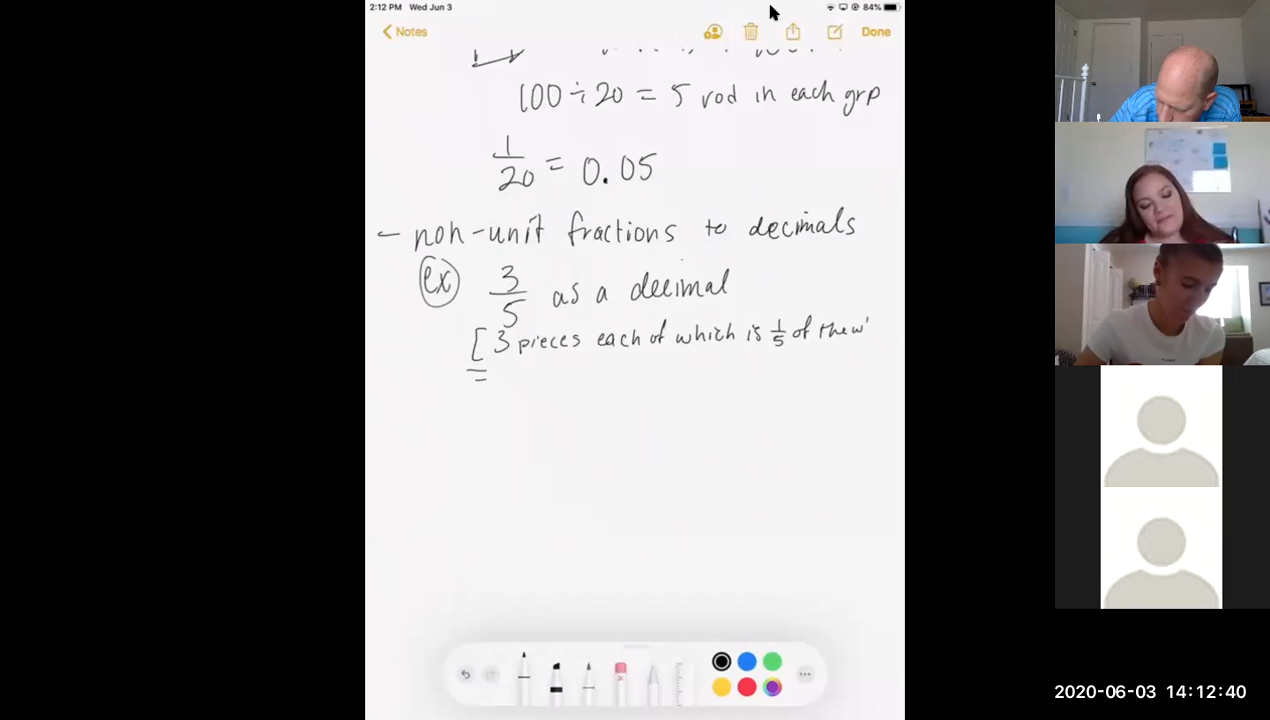 2:12 PM Wed Jun 3
84%
Notes
Done
100 ÷ 20 = 5 rod in each grp
1/20 = 0.05
- non-unit fractions to decimals
ex 3/5 as a decimal
[3 pieces each of which is 1/5 of the w
=
2020-06-03 14:12:40